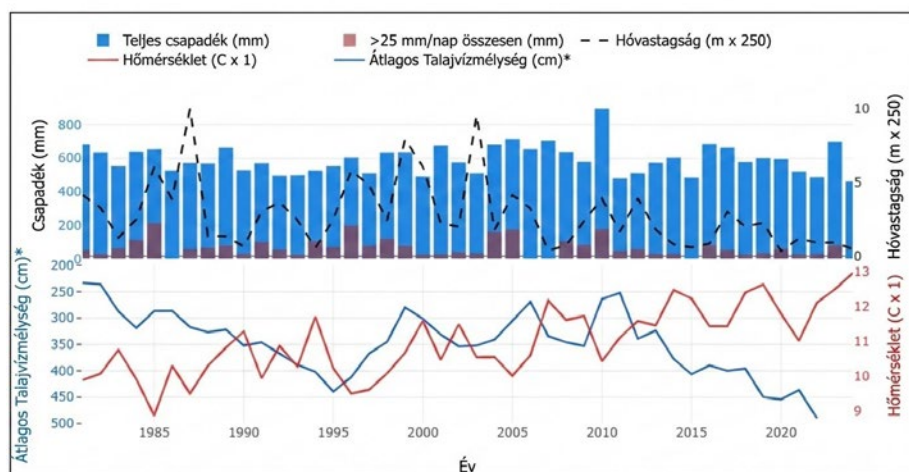 Teljes csapadék (mm) >25 mm/nap összesen (mm) Hóvastagság (m x 250)
Hőmérséklet (C x 1) Átlagos Talajvízmélység (cm)*
Csapadék (mm)
800
600
400
200
0
10
5
0
Hóvastagság (m x 250)
Átlagos Talajvízmélység (cm)*
200
250
300
350
400
450
500
13
12
11
10
9
Hőmérséklet (C x 1)
1985 1990 1995 2000 2005 2010 2015 2020
Év